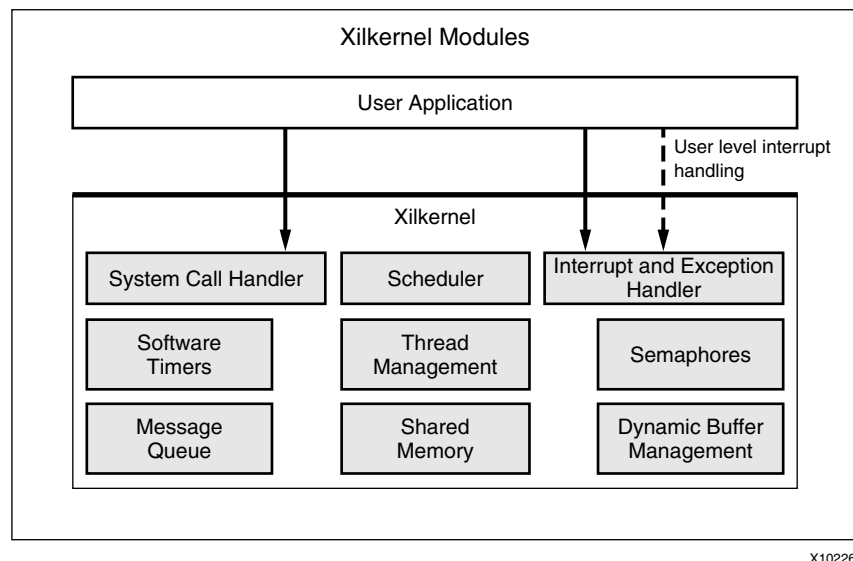 Xilkernel Modules
User Application
User level interrupt
handling
Xilkernel
System Call Handler
Scheduler
Interrupt and Exception
Handler
Software
Timers
Thread
Management
Semaphores
Message
Queue
Shared
Memory
Dynamic Buffer
Management
X10226